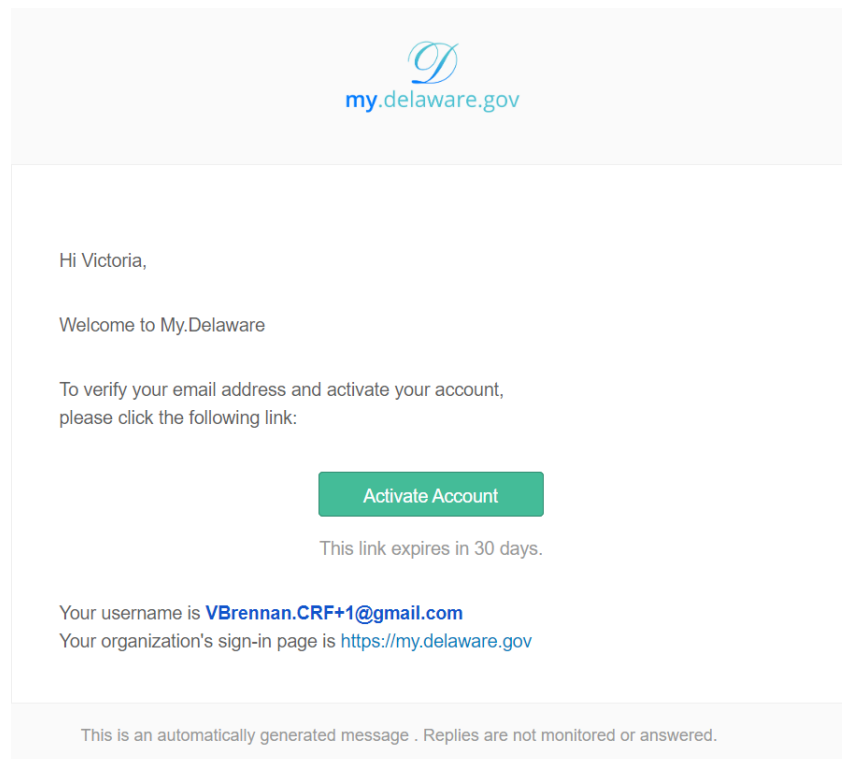 D
my.delaware.gov
Hi Victoria,
Welcome to My.Delaware
To verify your email address and activate your account,
please click the following link:
Activate Account
This link expires in 30 days.
Your username is VBrennan.CRF+1@gmail.com
Your organization's sign-in page is https://my.delaware.gov
This is an automatically generated message . Replies are not monitored or answered.